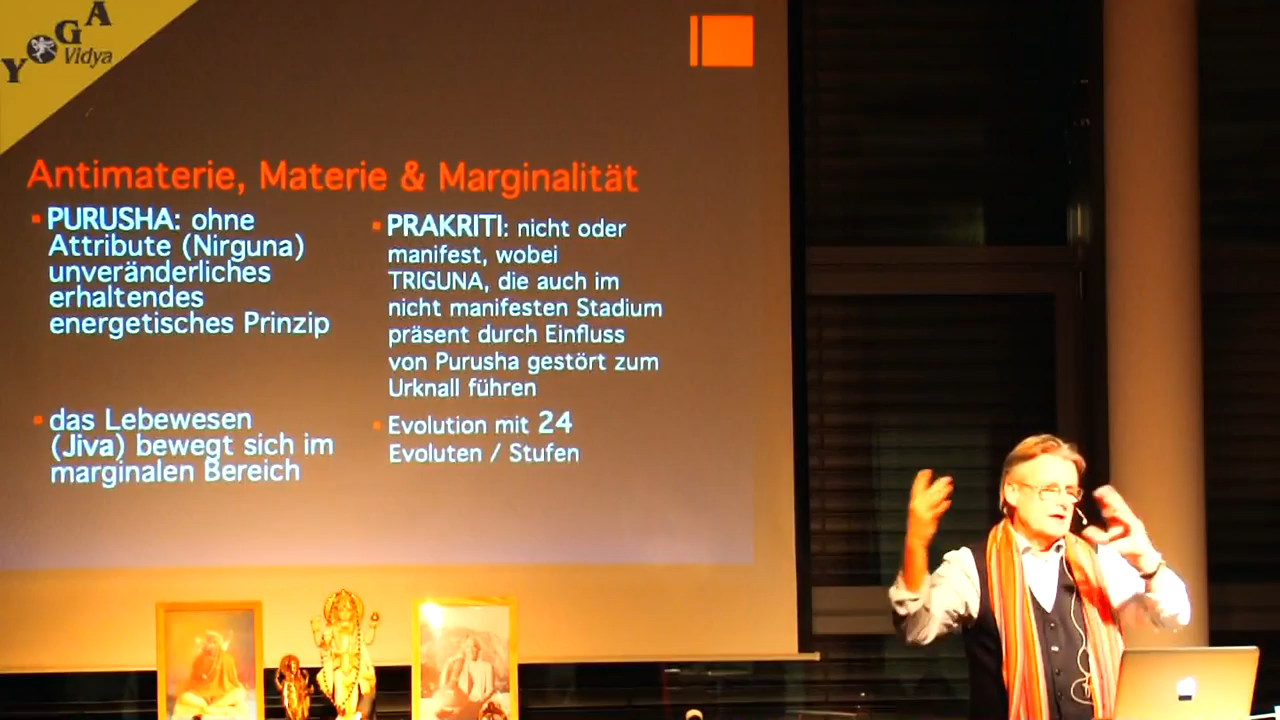 YOGA
Vidya
Antimaterie, Materie & Marginalität
PURUSHA: ohne
Attribute (Nirguna)
unveränderliches
erhaltendes
energetisches Prinzip
das Lebewesen
(Jiva) bewegt sich im
marginalen Bereich
PRAKRITI: nicht oder
manifest, wobei
TRIGUNA, die auch im
nicht manifesten Stadium
präsent durch Einfluss
von Purusha gestört zum
Urknall führen
Evolution mit 24
Evoluten / Stufen